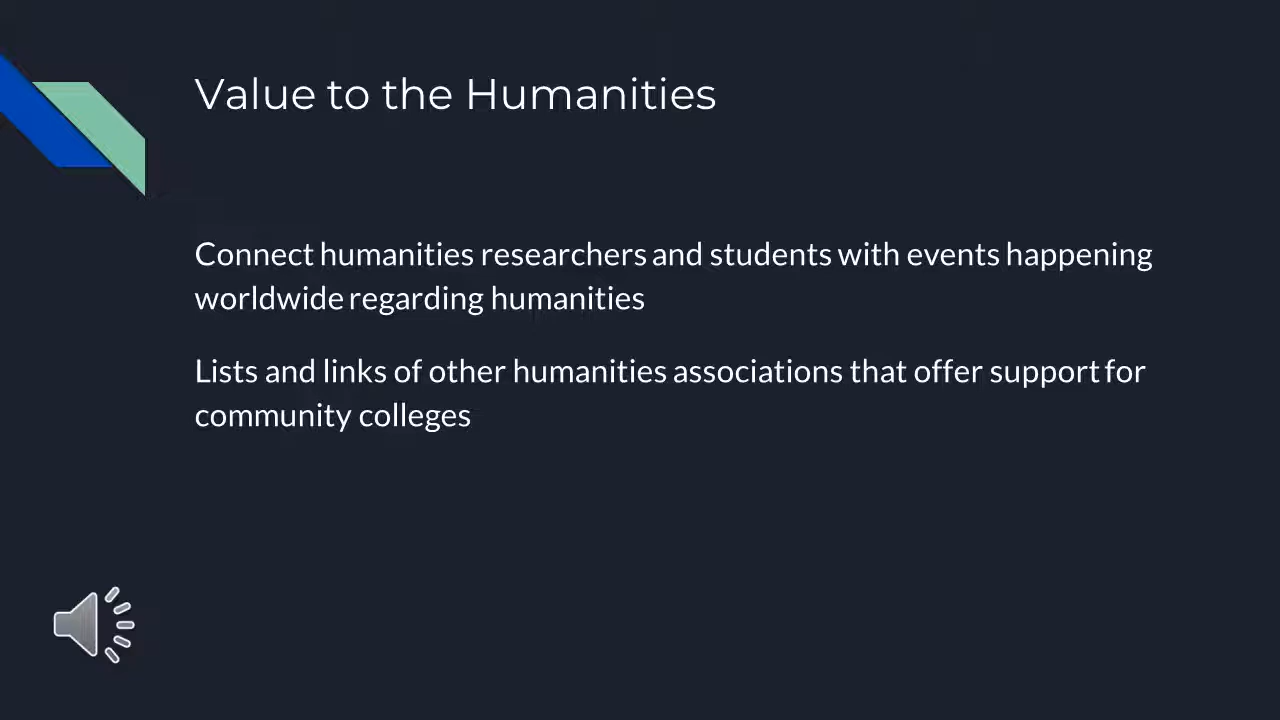 Value to the Humanities
Connect humanities researchers and students with events happening
worldwide regarding humanities
Lists and links of other humanities associations that offer support for
community colleges